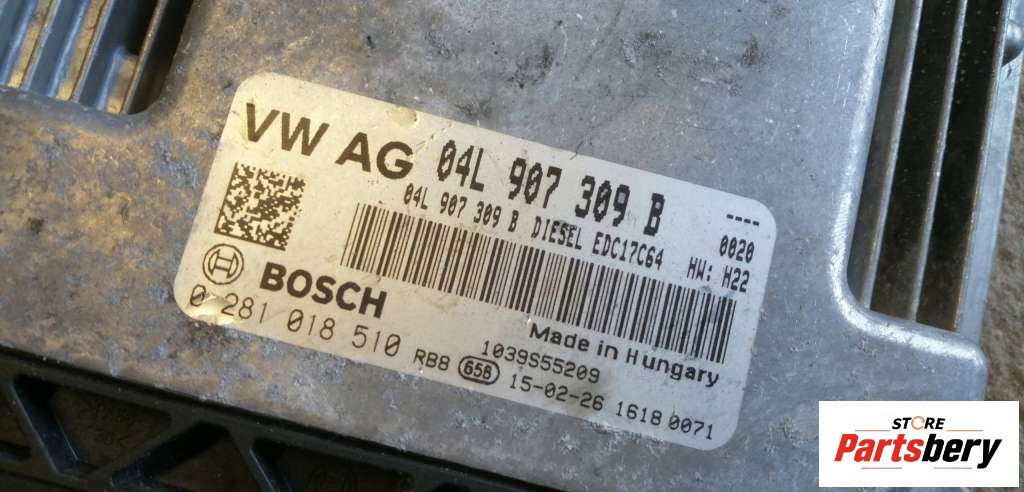 VW AG 04L 907 309 B ----
04L 907 309 B DIESEL EDC17C64 0020
HW: H22
BOSCH
0 281 018 510
Made in Hungary
1039S55209
RB8 658 15-02-26 1618 0071
STORE
Partsbery